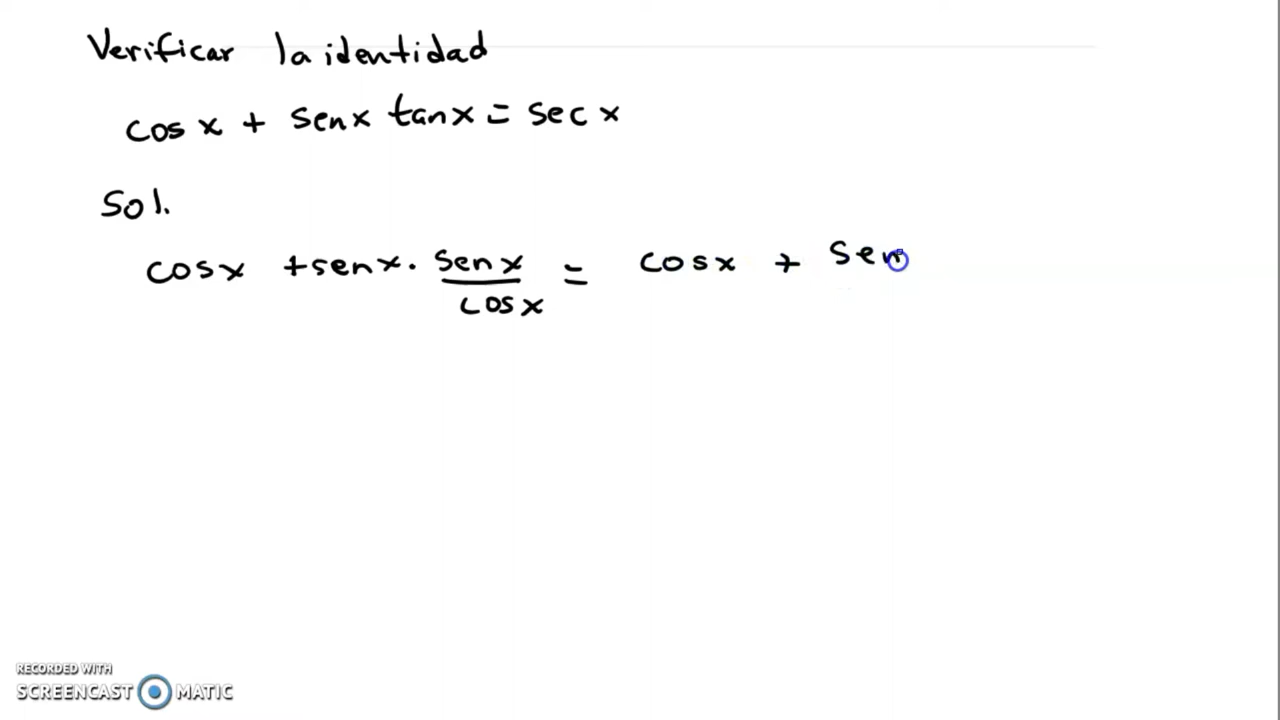 Verificar la identidad
cos x + sen x tan x = sec x
Sol.
cos x + sen x · sen x / cos x = cos x + sen
RECORDED WITH
SCREENCAST MATIC